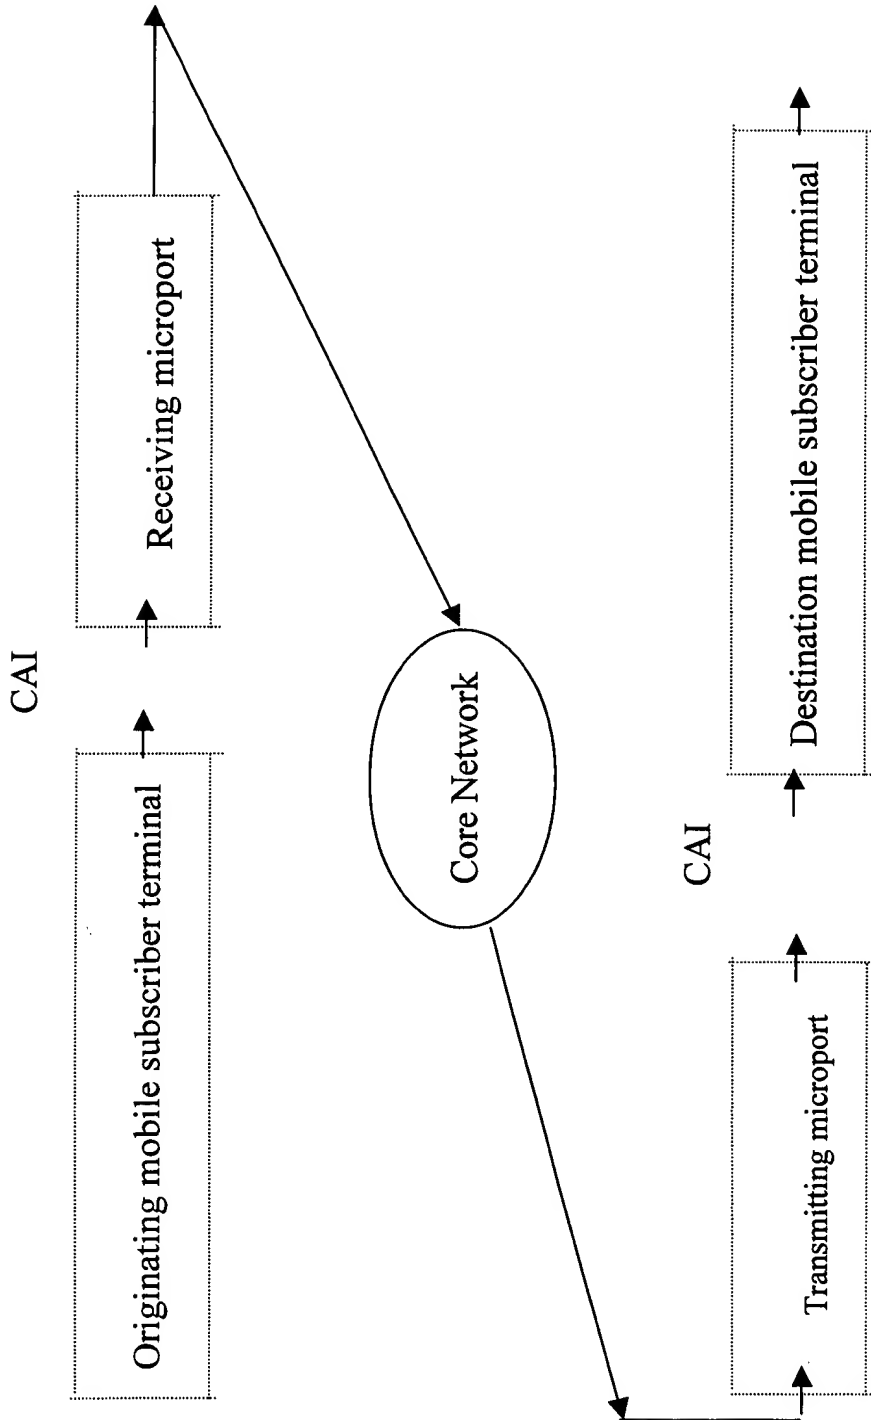 CAI
Originating mobile subscriber terminal
Receiving microport
Core Network
CAI
Transmitting microport
Destination mobile subscriber terminal